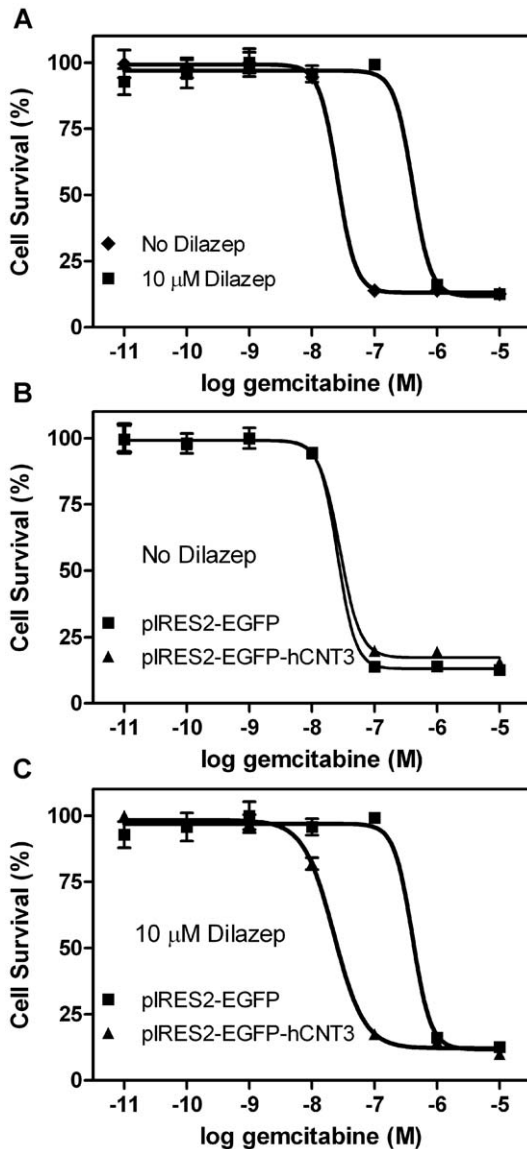 A
Cell Survival (%)
100
75
50
25
0
No Dilazep
10 μM Dilazep
-11 -10 -9 -8 -7 -6 -5
log gemcitabine (M)
B
Cell Survival (%)
100
75
50
25
0
No Dilazep
pIRES2-EGFP
pIRES2-EGFP-hCNT3
-11 -10 -9 -8 -7 -6 -5
log gemcitabine (M)
C
Cell Survival (%)
100
75
50
25
0
10 μM Dilazep
pIRES2-EGFP
pIRES2-EGFP-hCNT3
-11 -10 -9 -8 -7 -6 -5
log gemcitabine (M)